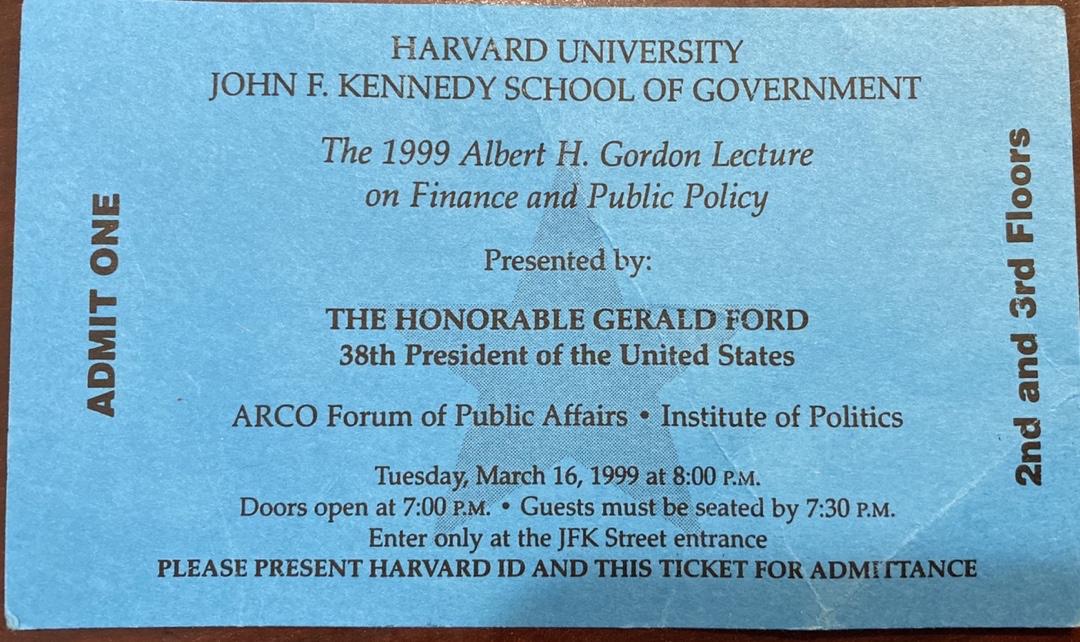 HARVARD UNIVERSITY
JOHN F. KENNEDY SCHOOL OF GOVERNMENT
The 1999 Albert H. Gordon Lecture
on Finance and Public Policy
Presented by:
THE HONORABLE GERALD FORD
38th President of the United States
ARCO Forum of Public Affairs • Institute of Politics
Tuesday, March 16, 1999 at 8:00 P.M.
Doors open at 7:00 P.M. • Guests must be seated by 7:30 P.M.
Enter only at the JFK Street entrance
PLEASE PRESENT HARVARD ID AND THIS TICKET FOR ADMITTANCE
ADMIT ONE
2nd and 3rd Floors